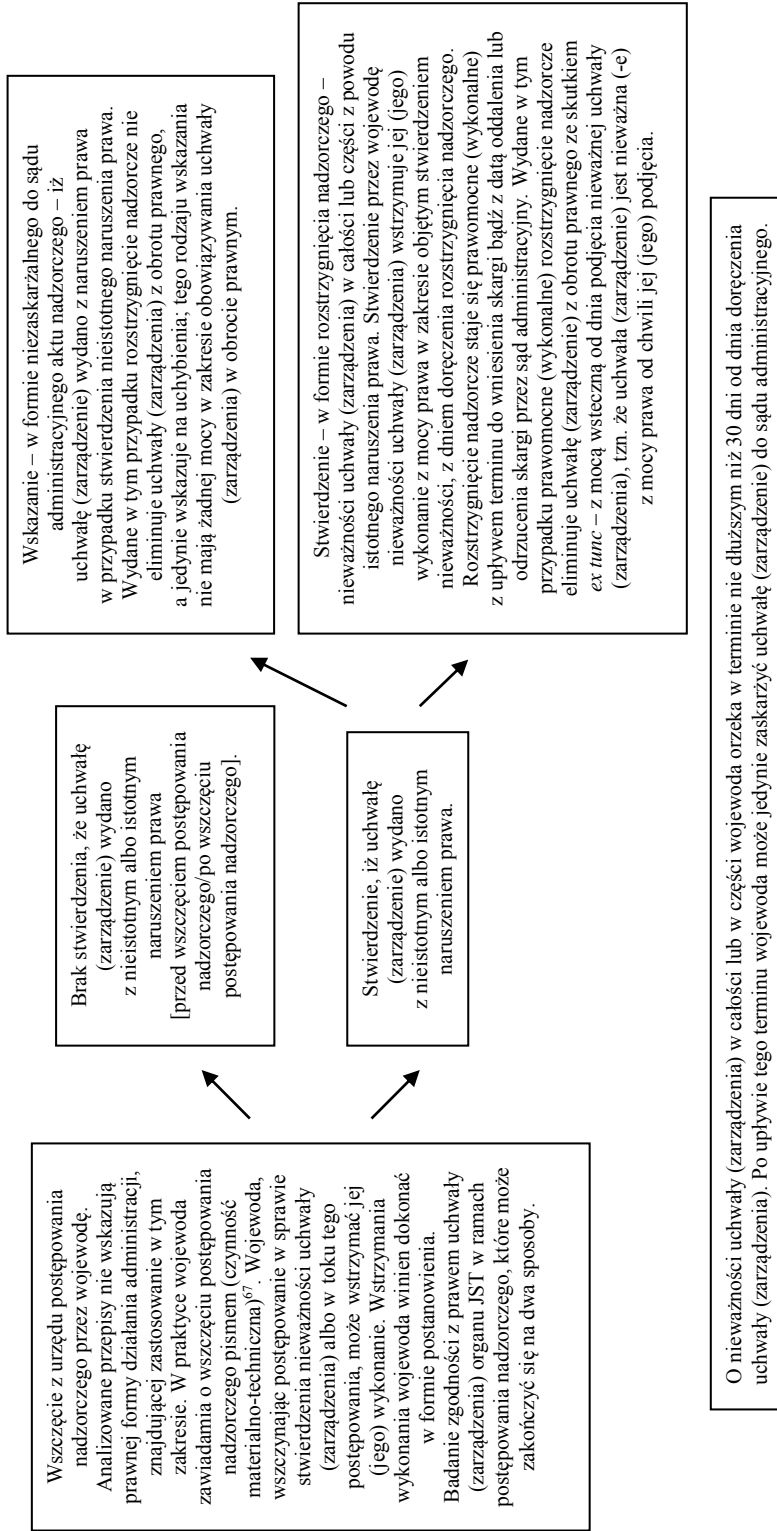 Wszczęcie z urzędu postępowania
nadzorczego przez wojewodę.
Analizowane przepisy nie wskazują
prawnej formy działania administracji,
znajdującej zastosowanie w tym
zakresie. W praktyce wojewoda
zawiadamia o wszczęciu postępowania
nadzorczego pismem (czynność
materialno-techniczna)⁶⁷. Wojewoda,
wszczynając postępowanie w sprawie
stwierdzenia nieważności uchwały
(zarządzenia) albo w toku tego
postępowania, może wstrzymać jej
(jego) wykonanie. Wstrzymania
wykonania wojewoda winien dokonać
w formie postanowienia.
Badanie zgodności z prawem uchwały
(zarządzenia) organu JST w ramach
postępowania nadzorczego, które może
zakończyć się na dwa sposoby.
Brak stwierdzenia, że uchwałę
(zarządzenie) wydano
z nieistotnym albo istotnym
naruszeniem prawa
[przed wszczęciem postępowania
nadzorczego/po wszczęciu
postępowania nadzorczego].
Stwierdzenie, iż uchwałę
(zarządzenie) wydano
z nieistotnym albo istotnym
naruszeniem prawa.
Wskazanie – w formie niezaskarżalnego do sądu
administracyjnego aktu nadzorczego – iż
uchwałę (zarządzenie) wydano z naruszeniem prawa
w przypadku stwierdzenia nieistotnego naruszenia prawa.
Wydane w tym przypadku rozstrzygnięcie nadzorcze nie
eliminuje uchwały (zarządzenia) z obrotu prawnego,
a jedynie wskazuje na uchybienia; tego rodzaju wskazania
nie mają żadnej mocy w zakresie obowiązywania uchwały
(zarządzenia) w obrocie prawnym.
Stwierdzenie – w formie rozstrzygnięcia nadzorczego –
nieważności uchwały (zarządzenia) w całości lub części z powodu
istotnego naruszenia prawa. Stwierdzenie przez wojewodę
nieważności uchwały (zarządzenia) wstrzymuje jej (jego)
wykonanie z mocy prawa w zakresie objętym stwierdzeniem
nieważności, z dniem doręczenia rozstrzygnięcia nadzorczego.
Rozstrzygnięcie nadzorcze staje się prawomocne (wykonalne)
z upływem terminu do wniesienia skargi bądź z datą oddalenia lub
odrzucenia skargi przez sąd administracyjny. Wydane w tym
przypadku prawomocne (wykonalne) rozstrzygnięcie nadzorcze
eliminuje uchwałę (zarządzenie) z obrotu prawnego ze skutkiem
ex tunc – z mocą wsteczną od dnia podjęcia nieważnej uchwały
(zarządzenia), tzn. że uchwała (zarządzenie) jest nieważna (-e)
z mocy prawa od chwili jej (jego) podjęcia.
O nieważności uchwały (zarządzenia) w całości lub w części wojewoda orzeka w terminie nie dłuższym niż 30 dni od dnia doręczenia
uchwały (zarządzenia). Po upływie tego terminu wojewoda może jedynie zaskarżyć uchwałę (zarządzenie) do sądu administracyjnego.